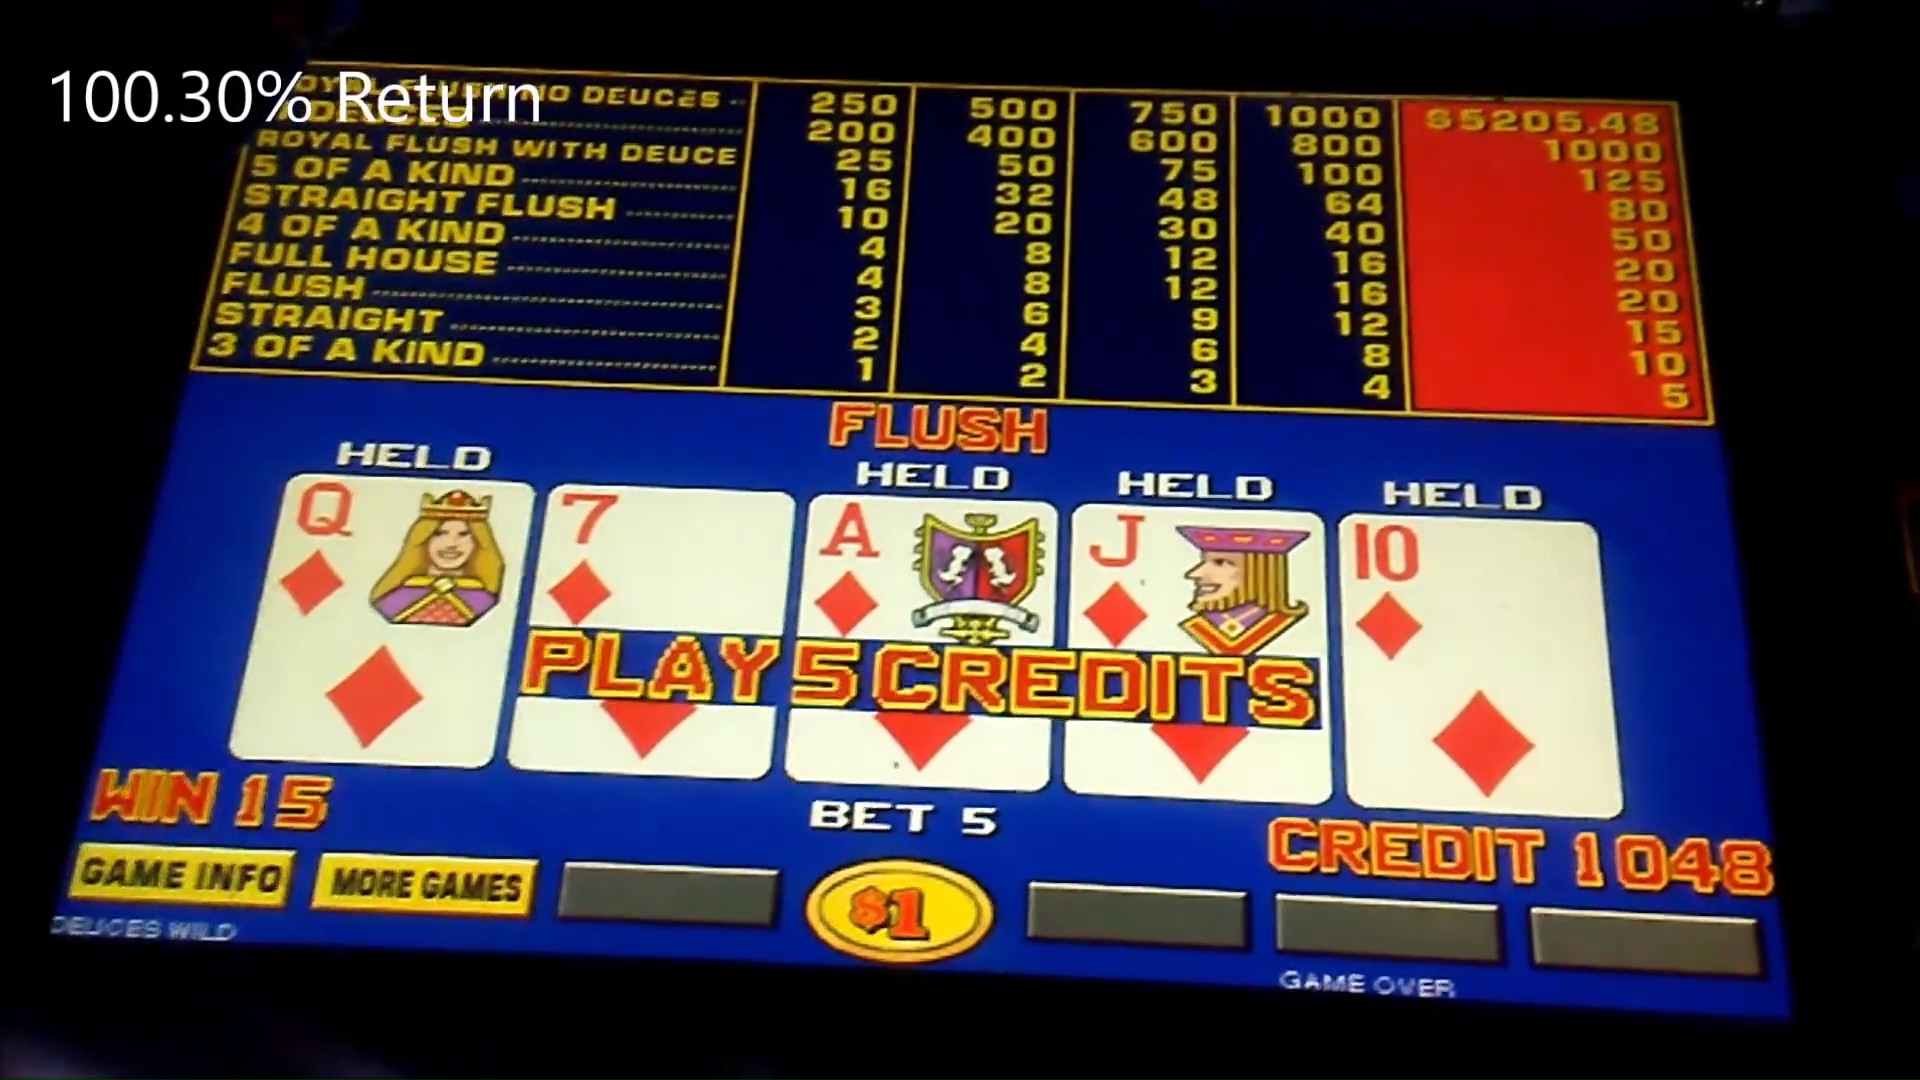 100.30% Return
ROYAL FLUSH NO DEUCES 250 500 750 1000 $5205.48
DEUCES 200 400 600 800 1000
ROYAL FLUSH WITH DEUCE 25 50 75 100 125
5 OF A KIND 16 32 48 64 80
STRAIGHT FLUSH 10 20 30 40 50
4 OF A KIND 4 8 12 16 20
FULL HOUSE 4 8 12 16 20
FLUSH 3 6 9 12 15
STRAIGHT 2 4 6 8 10
3 OF A KIND 1 2 3 4 5
FLUSH
HELD HELD HELD HELD
Q 7 A J 10
PLAY 5 CREDITS
WIN 15 BET 5 CREDIT 1048
GAME INFO MORE GAMES $1
DEUCES WILD GAME OVER